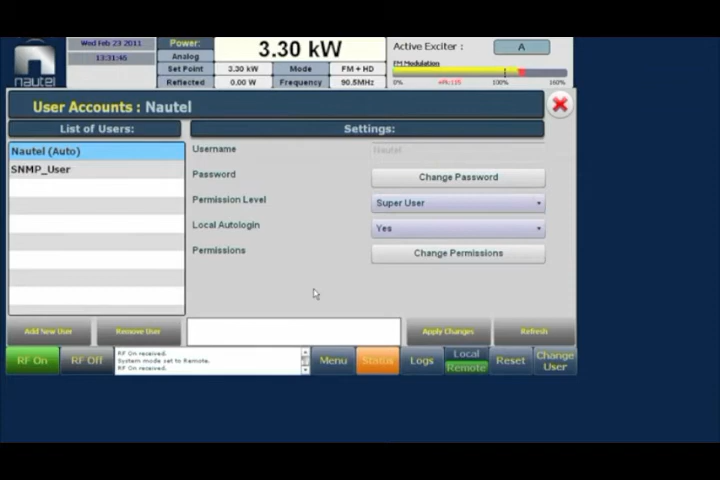 Wed Feb 23 2011
13:31:45
nautel
Power:
3.30 kW
Analog
Set Point 3.30 kW Mode FM + HD
Reflected 0.00 W Frequency 90.5MHz
Active Exciter : A
FM Modulation
0% 100% 160%
User Accounts : Nautel
List of Users:
Settings:
Nautel (Auto)
SNMP_User
Username Nautel
Password Change Password
Permission Level Super User
Local Autologin Yes
Permissions Change Permissions
Add New User Remove User Apply Changes Refresh
RF On RF Off
RF On received.
System mode set to Remote.
RF On received.
Menu Status Logs
Local
Remote
Reset
Change
User